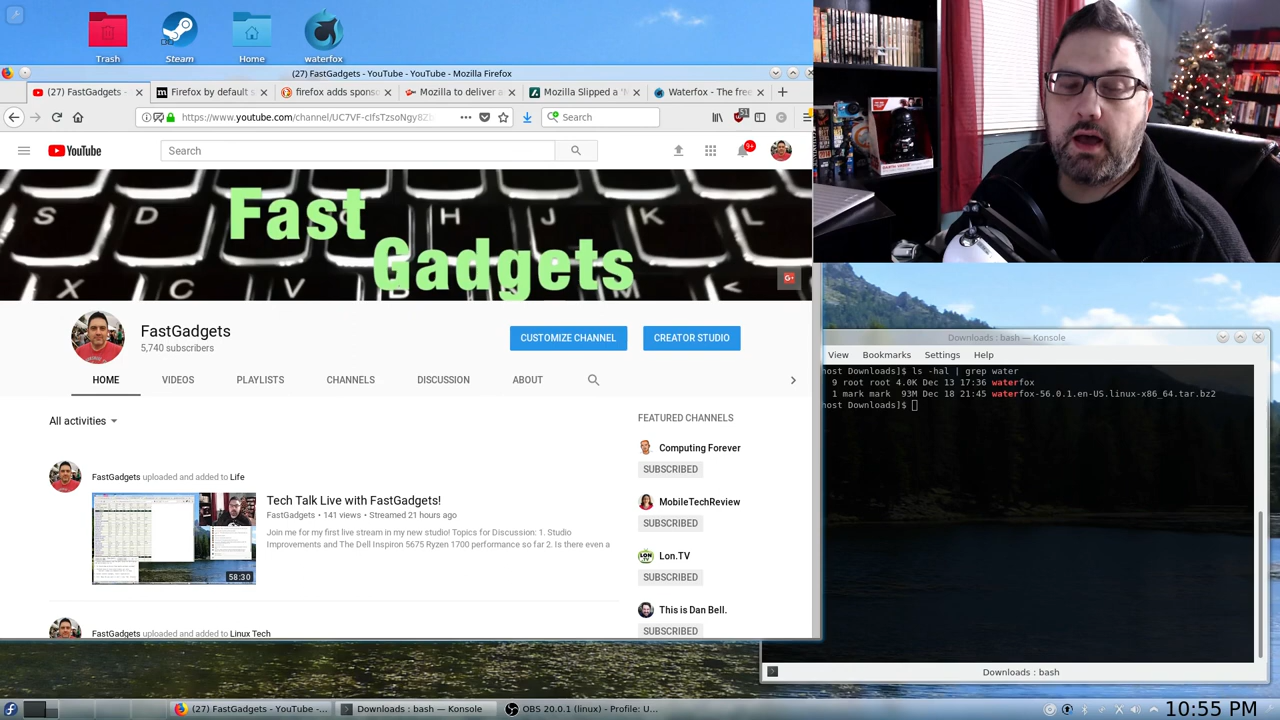 Trash
Steam
Home
waterfox
(27) FastGadgets - YouTube - YouTube - Mozilla Firefox
(27) FastGadgets -
Firefox by default s
Mozilla Slipped a 'M
Waterfox – The free
https://www.youtube.com
Search
51
YouTube
Search
9+
Fast
Gadgets
S D H J K L
X C V N M <
G+
FastGadgets
5,740 subscribers
CUSTOMIZE CHANNEL
CREATOR STUDIO
HOME
VIDEOS
PLAYLISTS
CHANNELS
DISCUSSION
ABOUT
All activities
FEATURED CHANNELS
Computing Forever
SUBSCRIBED
MobileTechReview
SUBSCRIBED
Lon.TV
SUBSCRIBED
This is Dan Bell.
SUBSCRIBED
FastGadgets uploaded and added to Life
Tech Talk Live with FastGadgets!
FastGadgets • 141 views • Streamed 21 hours ago
Join me for my first live stream in my new studio! Topics for Discussion: 1. Studio
Improvements and The Dell Inspiron 5675 Ryzen 1700 performance so far 2. Is there even a
58:30
FastGadgets uploaded and added to Linux Tech
Downloads : bash — Konsole
View Bookmarks Settings Help
host Downloads]$ ls -hal | grep water
9 root root 4.0K Dec 13 17:36 waterfox
1 mark mark 93M Dec 18 21:45 waterfox-56.0.1.en-US.linux-x86_64.tar.bz2
host Downloads]$
Downloads : bash
(27) FastGadgets - YouTube -...
Downloads : bash — Konsole
OBS 20.0.1 (linux) - Profile: U...
10:55 PM